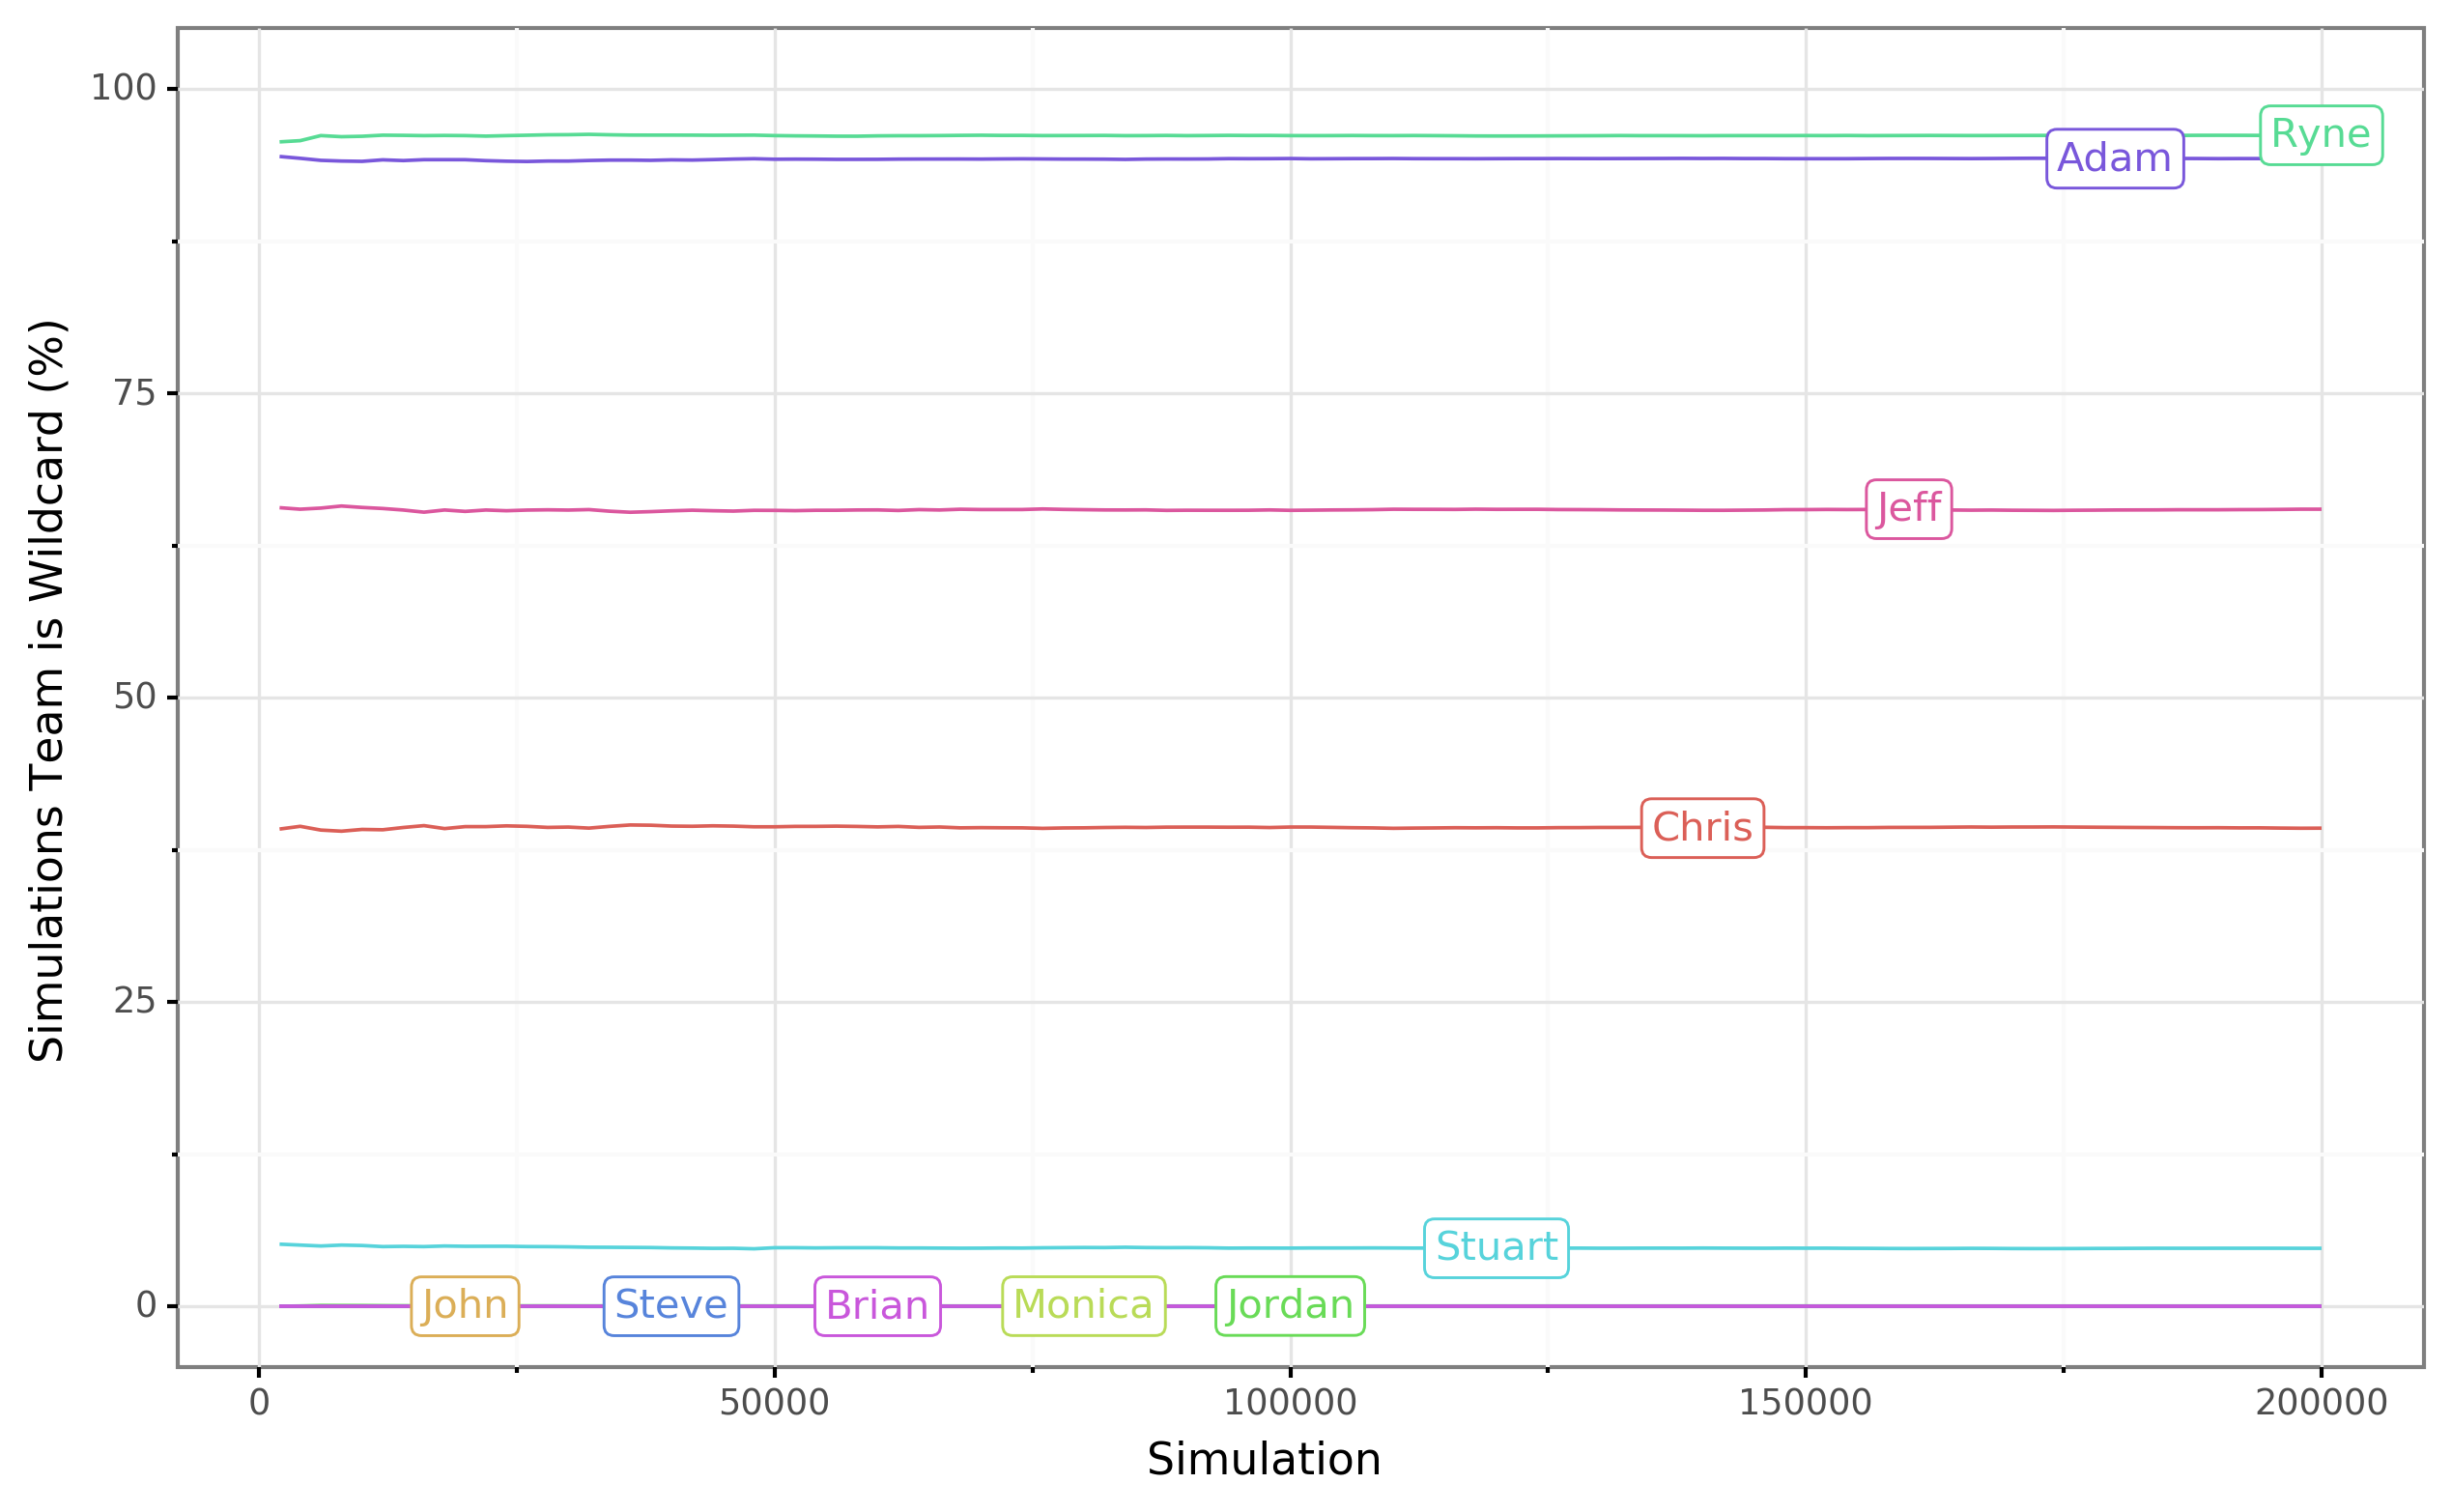 Simulations Team is Wildcard (%)
100
75
50
25
0
Ryne
Adam
Jeff
Chris
Stuart
John
Steve
Brian
Monica
Jordan
0
50000
100000
150000
200000
Simulation